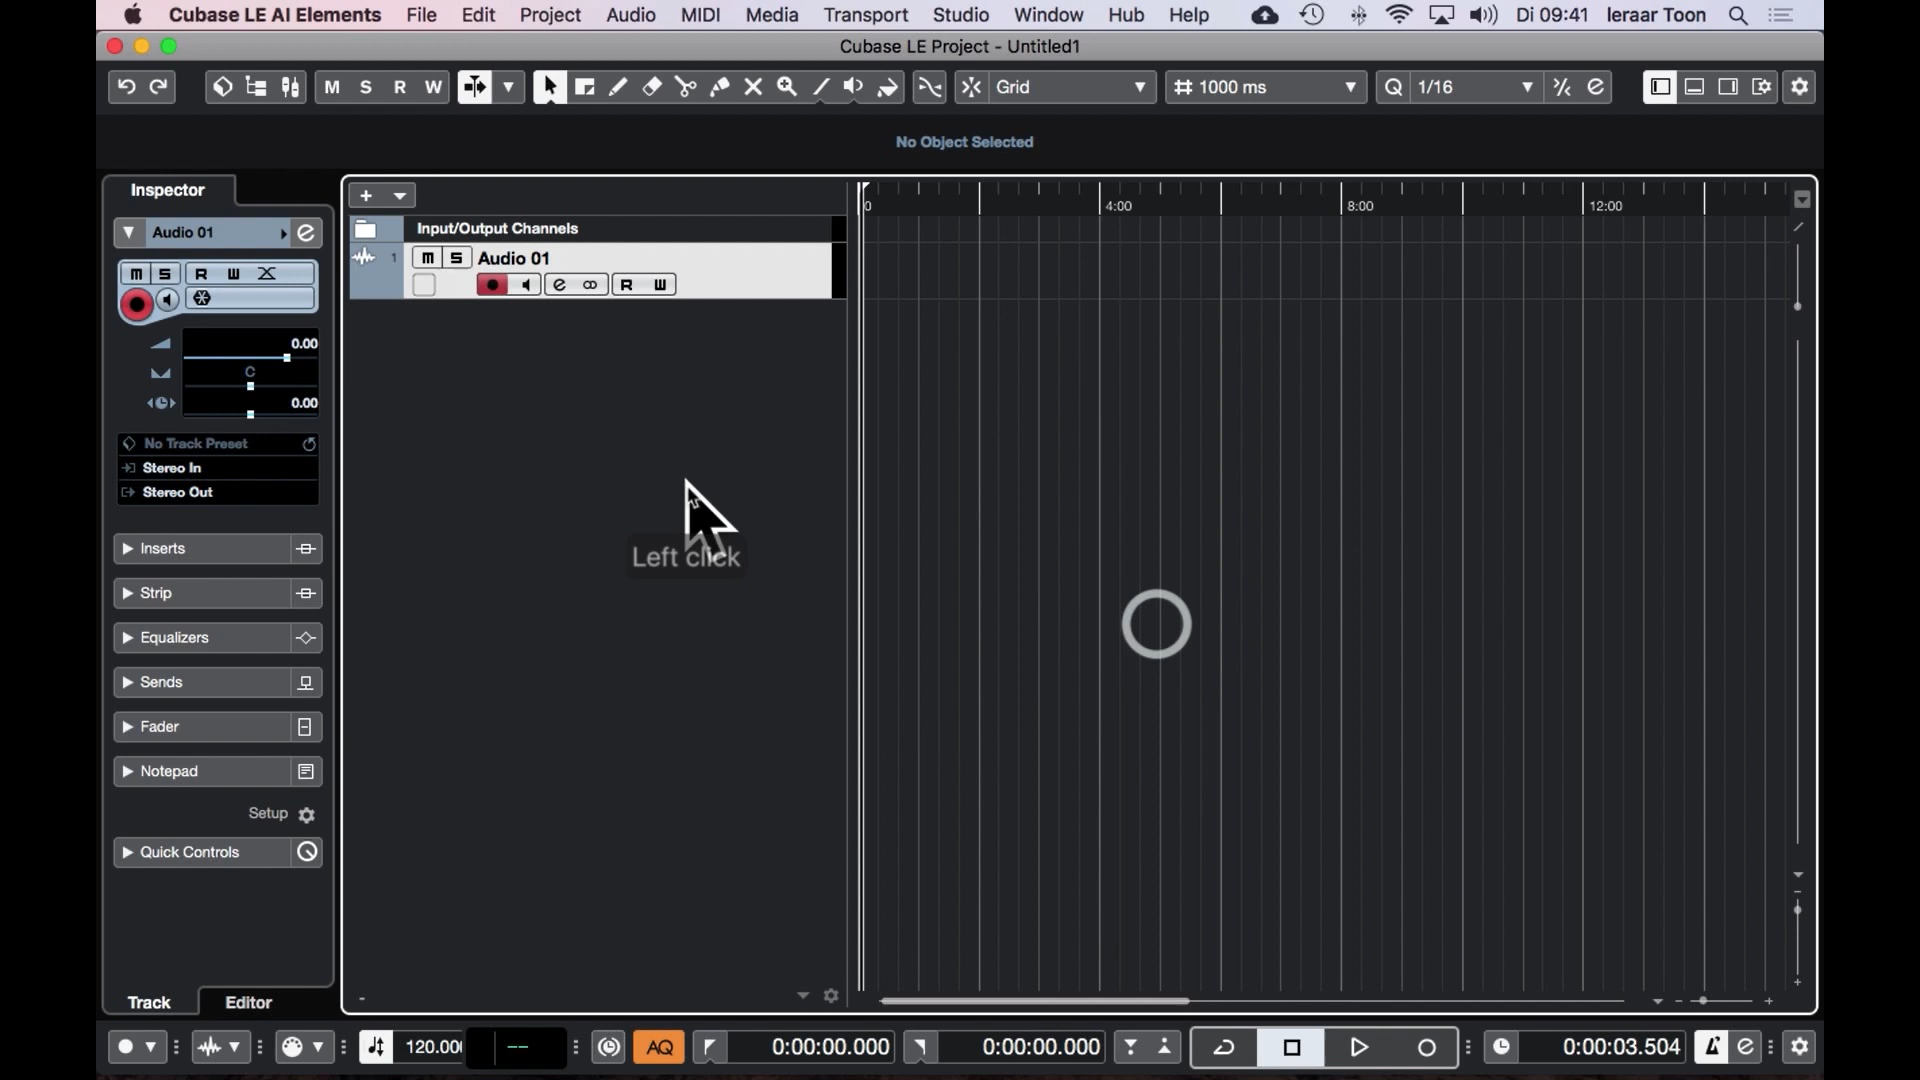 Cubase LE AI Elements File Edit Project Audio MIDI Media Transport Studio Window Hub Help Di 09:41 leraar Toon
Cubase LE Project - Untitled1
M S R W Grid 1000 ms Q 1/16
No Object Selected
Inspector
Audio 01
m S R W
0.00
C
0.00
No Track Preset
Stereo In
Stereo Out
Inserts
Strip
Equalizers
Sends
Fader
Notepad
Setup
Quick Controls
Track Editor
0 4:00 8:00 12:00
Input/Output Channels
1 m S Audio 01
e R W
Left click
120.00
AQ 0:00:00.000 0:00:00.000 0:00:03.504